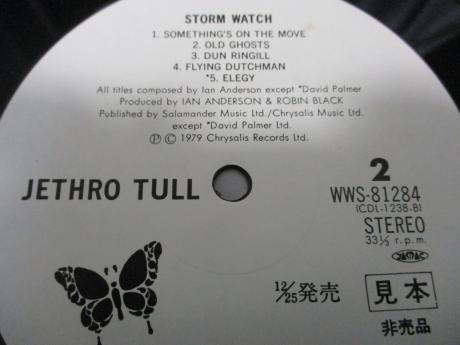 STORM WATCH
1. SOMETHING'S ON THE MOVE
2. OLD GHOSTS
3. DUN RINGILL
4. FLYING DUTCHMAN
*5. ELEGY
All titles composed by Ian Anderson except *David Palmer
Produced by IAN ANDERSON & ROBIN BLACK
Published by Salamander Music Ltd./Chrysalis Music Ltd.
except *David Palmer Ltd.
Ⓟ © 1979 Chrysalis Records Ltd.
JETHRO TULL
2
WWS-81284
(CDL-1238-B)
STEREO
33⅓ r.p.m.
JASRAC
12/25発売
見本
非売品